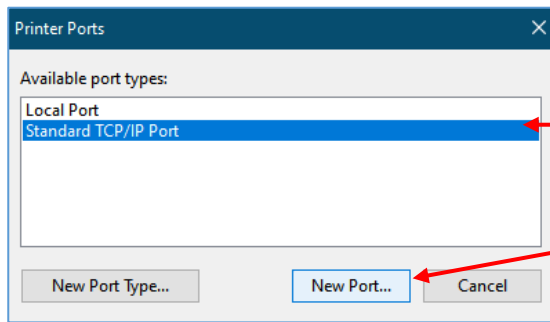 Printer Ports
Available port types:
Local Port
Standard TCP/IP Port
New Port Type... New Port... Cancel